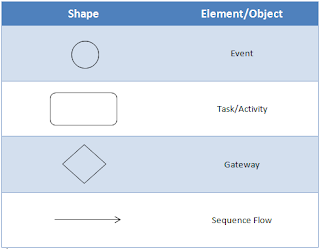 Shape Element/Object
Event
Task/Activity
Gateway
Sequence Flow